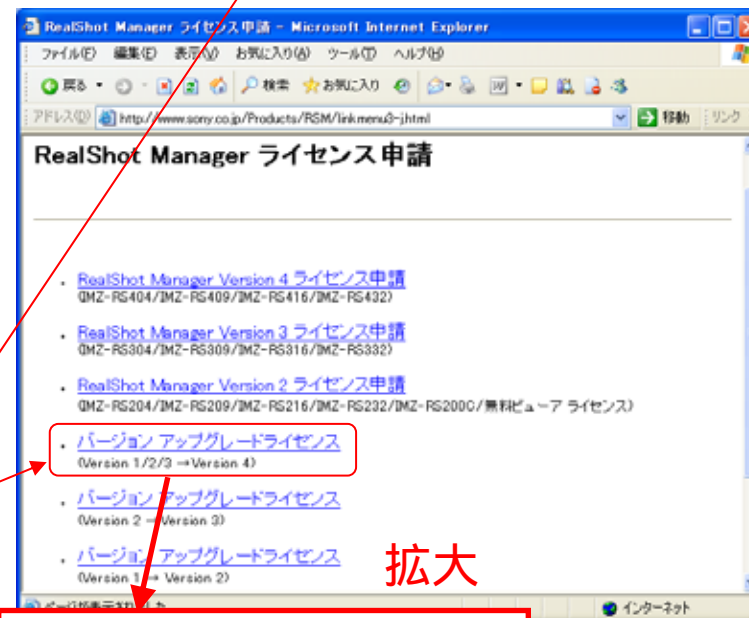 RealShot Manager ライセンス申請 - Microsoft Internet Explorer
ファイル(F) 編集(E) 表示(V) お気に入り(A) ツール(T) ヘルプ(H)
戻る 検索 お気に入り
アドレス(D) http://www.sony.co.jp/Products/RSM/linkmenu3-j.html 移動 リンク
RealShot Manager ライセンス申請
・ RealShot Manager Version 4 ライセンス申請
(IMZ-RS404/IMZ-RS409/IMZ-RS416/IMZ-RS432)
・ RealShot Manager Version 3 ライセンス申請
(IMZ-RS304/IMZ-RS309/IMZ-RS316/IMZ-RS332)
・ RealShot Manager Version 2 ライセンス申請
(IMZ-RS204/IMZ-RS209/IMZ-RS216/IMZ-RS232/IMZ-RS200C/無料ビューア ライセンス)
・ バージョン アップグレードライセンス
(Version 1/2/3 →Version 4)
・ バージョン アップグレードライセンス
(Version 2 → Version 3)
・ バージョン アップグレードライセンス
(Version 1 → Version 2)
拡大
ページが表示されました インターネット